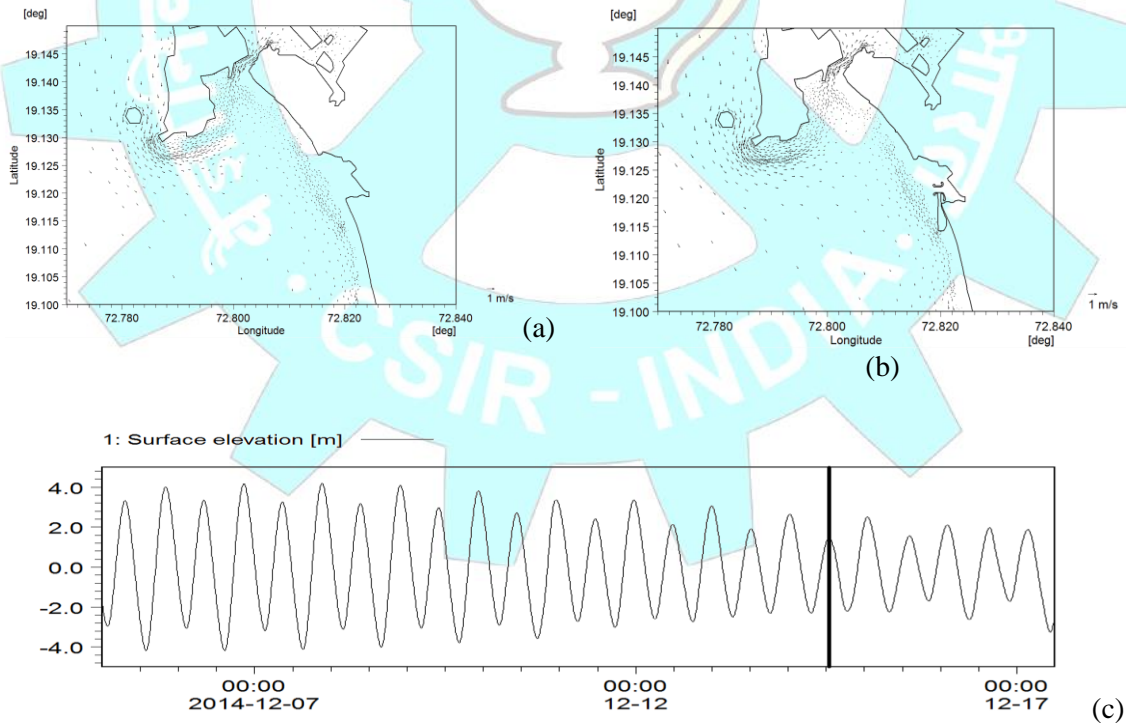 [deg]
19.145
19.140
19.135
19.130
19.125
19.120
19.115
19.110
19.105
19.100
Latitude
72.780
72.800
72.820
72.840
Longitude
[deg]
1 m/s
(a)
[deg]
19.145
19.140
19.135
19.130
19.125
19.120
19.115
19.110
19.105
19.100
Latitude
72.780
72.800
72.820
72.840
Longitude
[deg]
1 m/s
(b)
CSIR - INDIA
1: Surface elevation [m]
4.0
2.0
0.0
-2.0
-4.0
00:00
2014-12-07
00:00
12-12
00:00
12-17
(c)